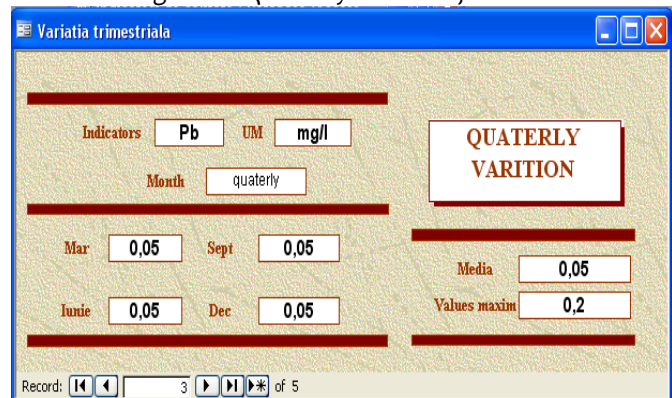 Variatia trimestriala
Indicators Pb UM mg/l
Month quaterly
QUATERLY
VARITION
Mar 0,05 Sept 0,05
Iunie 0,05 Dec 0,05
Media 0,05
Values maxim 0,2
Record: 3 of 5